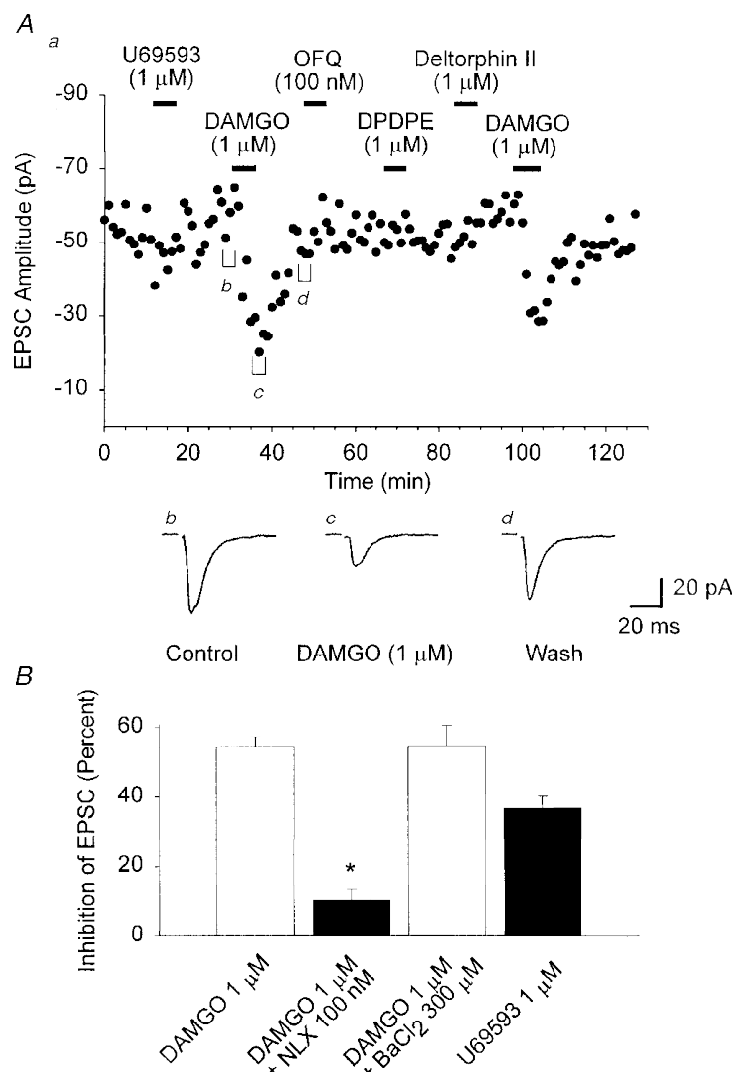 A
a
U69593
(1 µM)
OFQ
(100 nM)
Deltorphin II
(1 µM)
DAMGO
(1 µM)
DPDPE
(1 µM)
DAMGO
(1 µM)
-90
-70
-50
-30
-10
EPSC Amplitude (pA)
b
d
c
0 20 40 60 80 100 120
Time (min)
b
c
d
20 pA
20 ms
Control
DAMGO (1 µM)
Wash
B
Inhibition of EPSC (Percent)
60
40
20
0
*
DAMGO 1 µM
DAMGO 1 µM
+ NLX 100 nM
DAMGO 1 µM
+ BaCl2 300 µM
U69593 1 µM